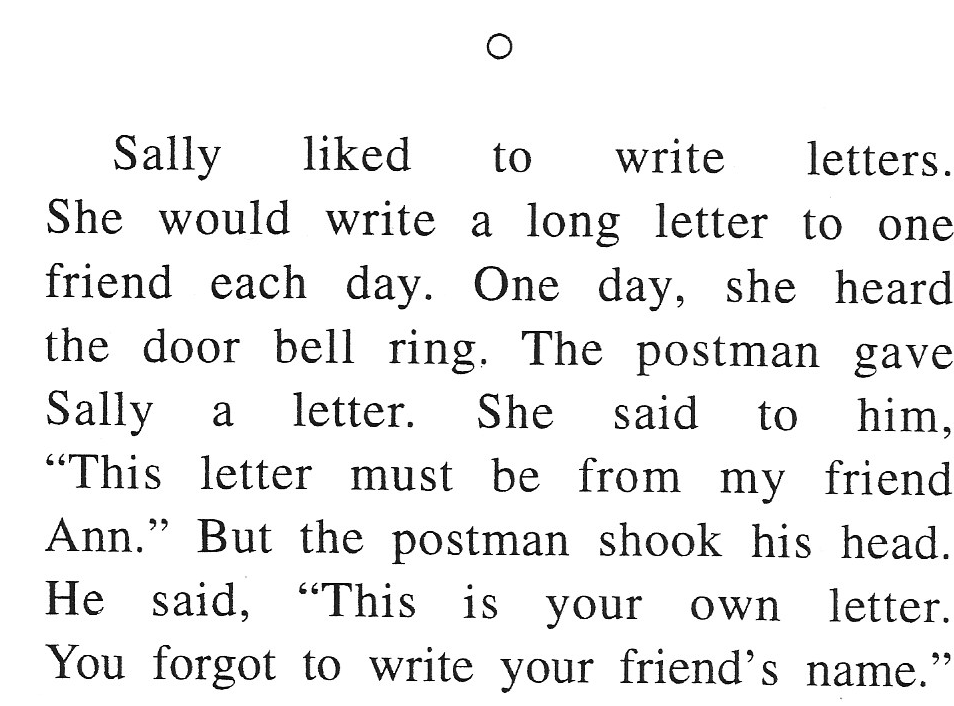 Sally liked to write letters.
She would write a long letter to one
friend each day. One day, she heard
the door bell ring. The postman gave
Sally a letter. She said to him,
“This letter must be from my friend
Ann.” But the postman shook his head.
He said, “This is your own letter.
You forgot to write your friend’s name.”